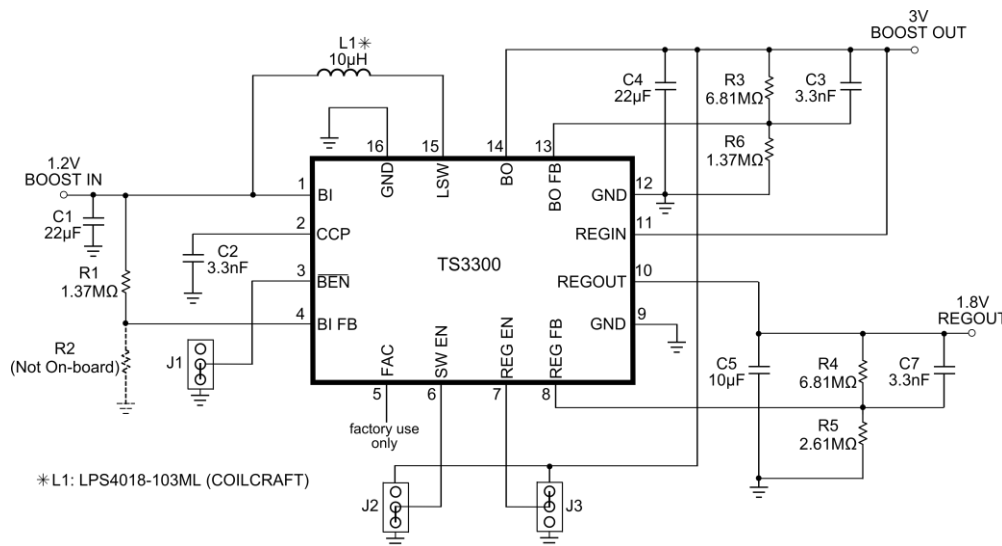 3V
BOOST OUT
L1✳
10µH
C4
22µF
R3
6.81MΩ
C3
3.3nF
R6
1.37MΩ
16
15
14
13
GND
LSW
BO
BO FB
1.2V
BOOST IN
1
BI
GND
12
C1
22µF
2
CCP
REGIN
11
C2
3.3nF
TS3300
R1
1.37MΩ
3
BEN
REGOUT
10
1.8V
REGOUT
4
BI FB
GND
9
R2
(Not On-board)
J1
FAC
SW EN
REG EN
REG FB
C5
10µF
R4
6.81MΩ
C7
3.3nF
5
6
7
8
factory use
only
R5
2.61MΩ
✳L1: LPS4018-103ML (COILCRAFT)
J2
J3